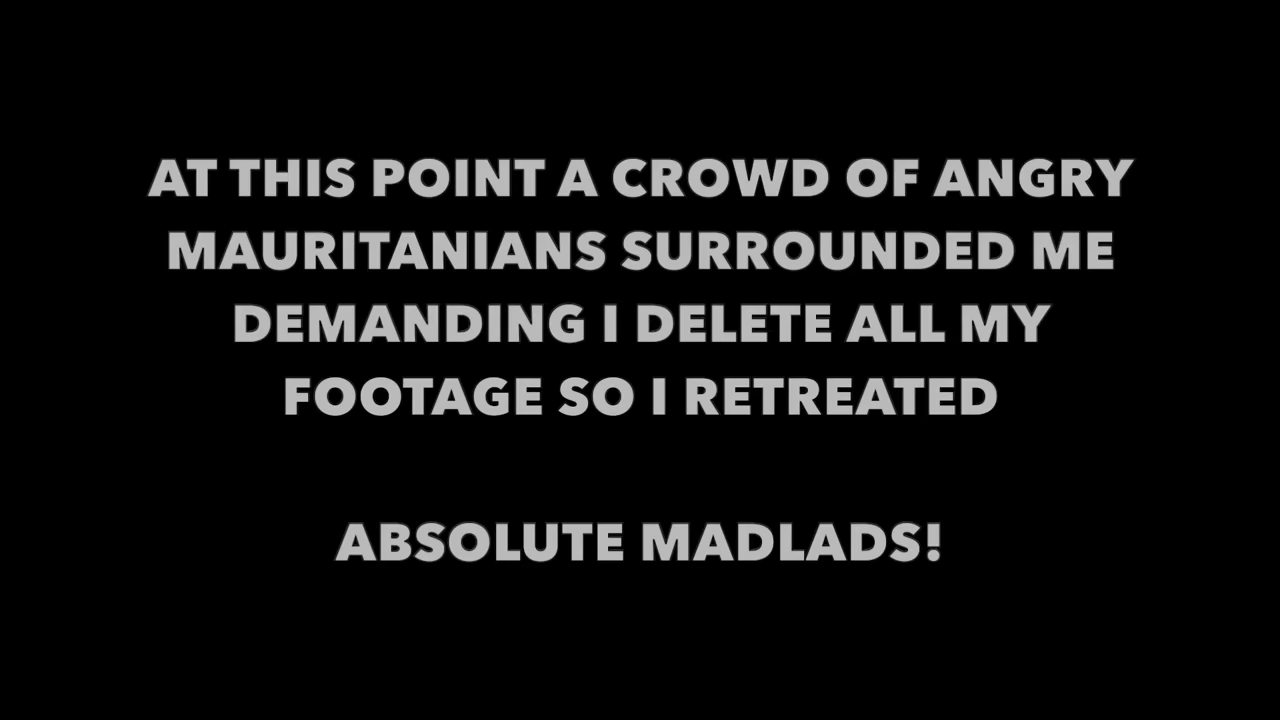 AT THIS POINT A CROWD OF ANGRY
MAURITANIANS SURROUNDED ME
DEMANDING I DELETE ALL MY
FOOTAGE SO I RETREATED
ABSOLUTE MADLADS!